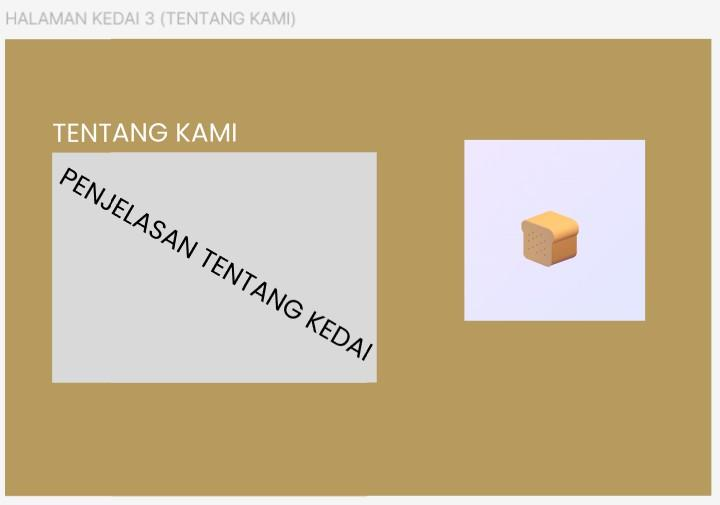 HALAMAN KEDAI 3 (TENTANG KAMI)
TENTANG KAMI
PENJELASAN TENTANG KEDAI